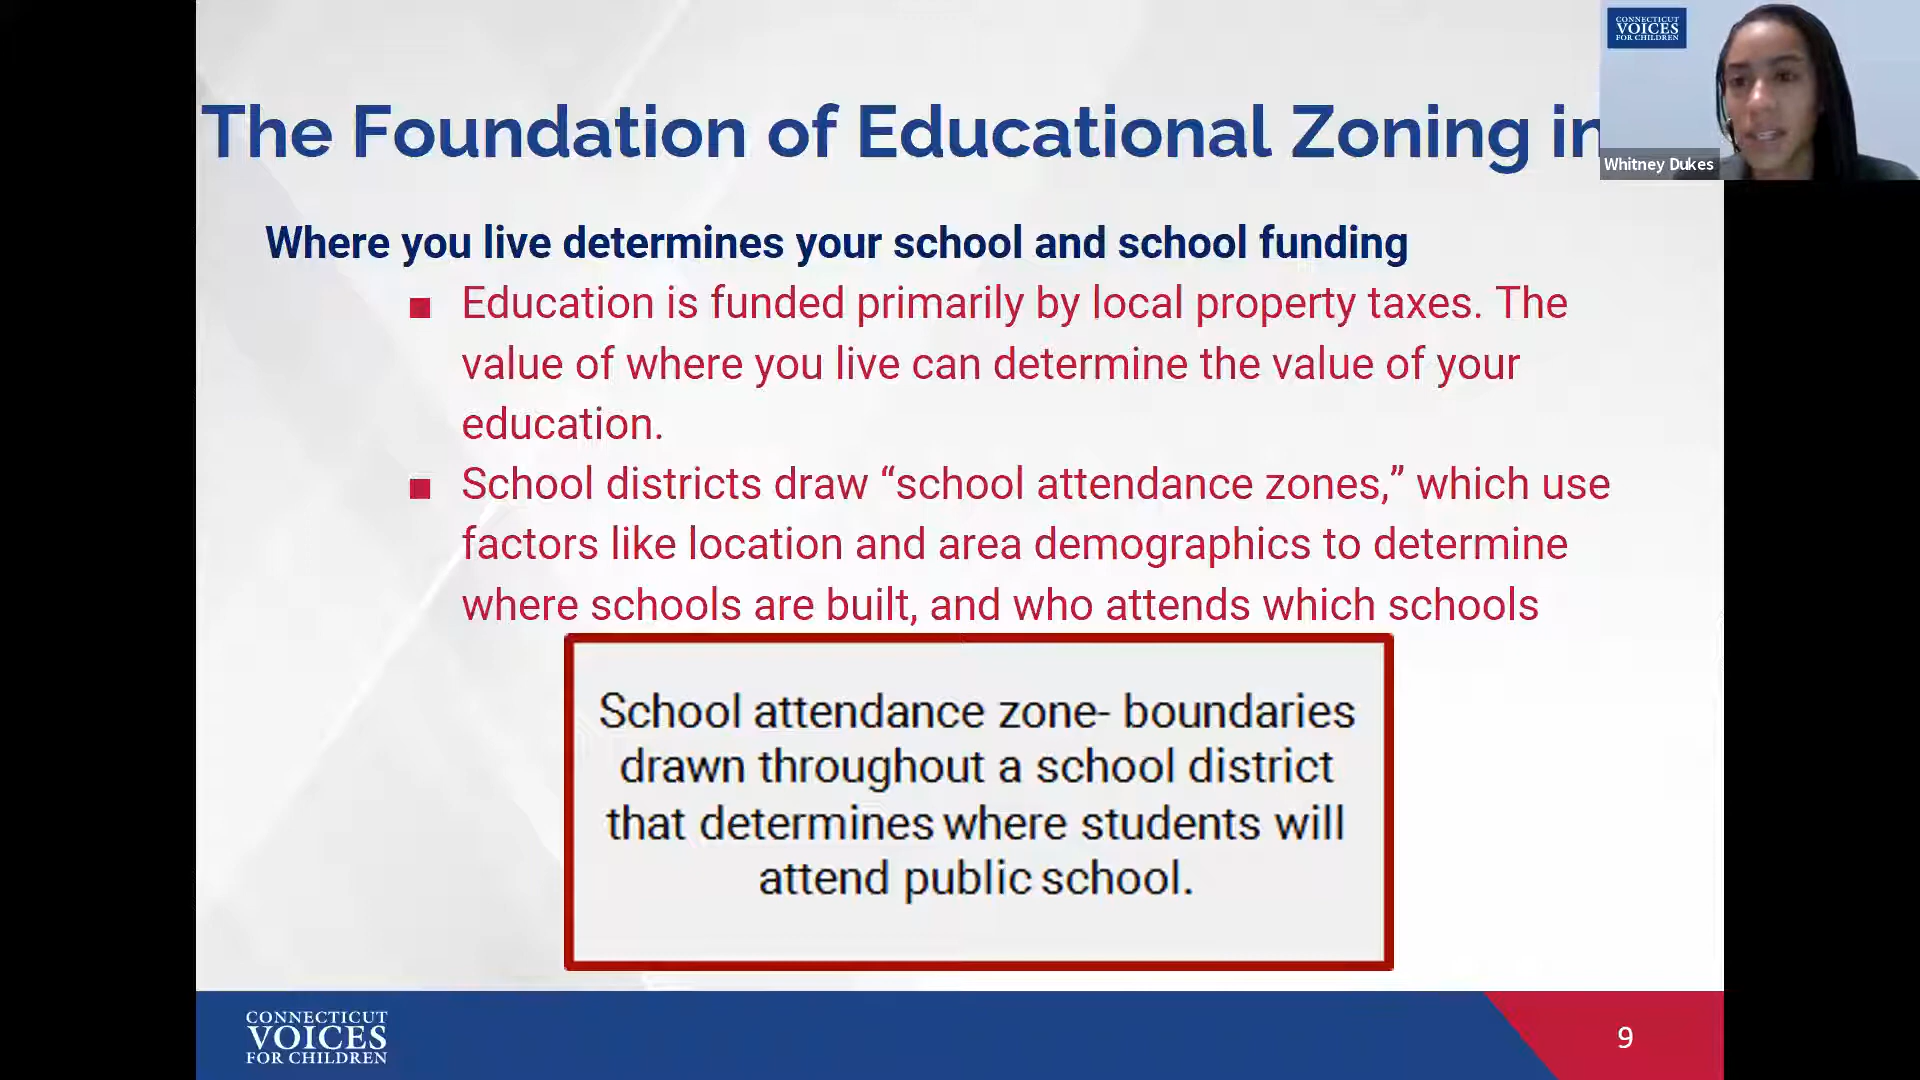 CONNECTICUT
VOICES
FOR CHILDREN
Whitney Dukes
The Foundation of Educational Zoning in
Where you live determines your school and school funding
■ Education is funded primarily by local property taxes. The
value of where you live can determine the value of your
education.
■ School districts draw “school attendance zones,” which use
factors like location and area demographics to determine
where schools are built, and who attends which schools
School attendance zone- boundaries
drawn throughout a school district
that determines where students will
attend public school.
CONNECTICUT
VOICES
FOR CHILDREN
9